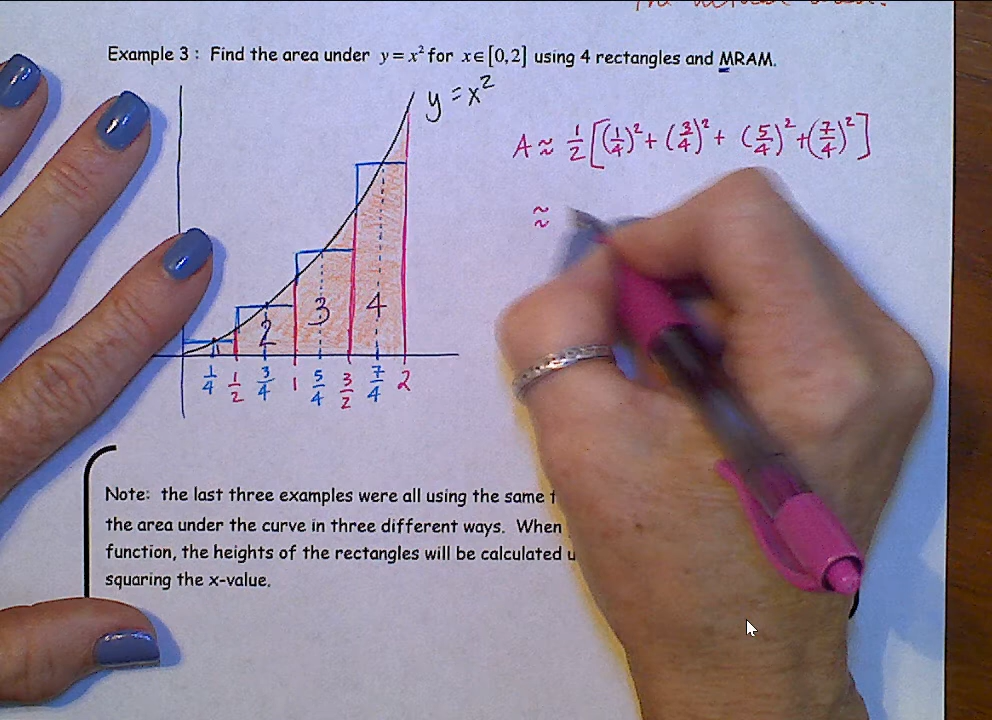 Example 3 : Find the area under y = x² for x ∈ [0,2] using 4 rectangles and MRAM.
y = x²
A ≈ 1/2 [(1/4)² + (3/4)² + (5/4)² + (7/4)²]
≈
1 2 3 4
1/4 1/2 3/4 1 5/4 3/2 7/4 2
Note: the last three examples were all using the same
the area under the curve in three different ways. When
function, the heights of the rectangles will be calculated
squaring the x-value.